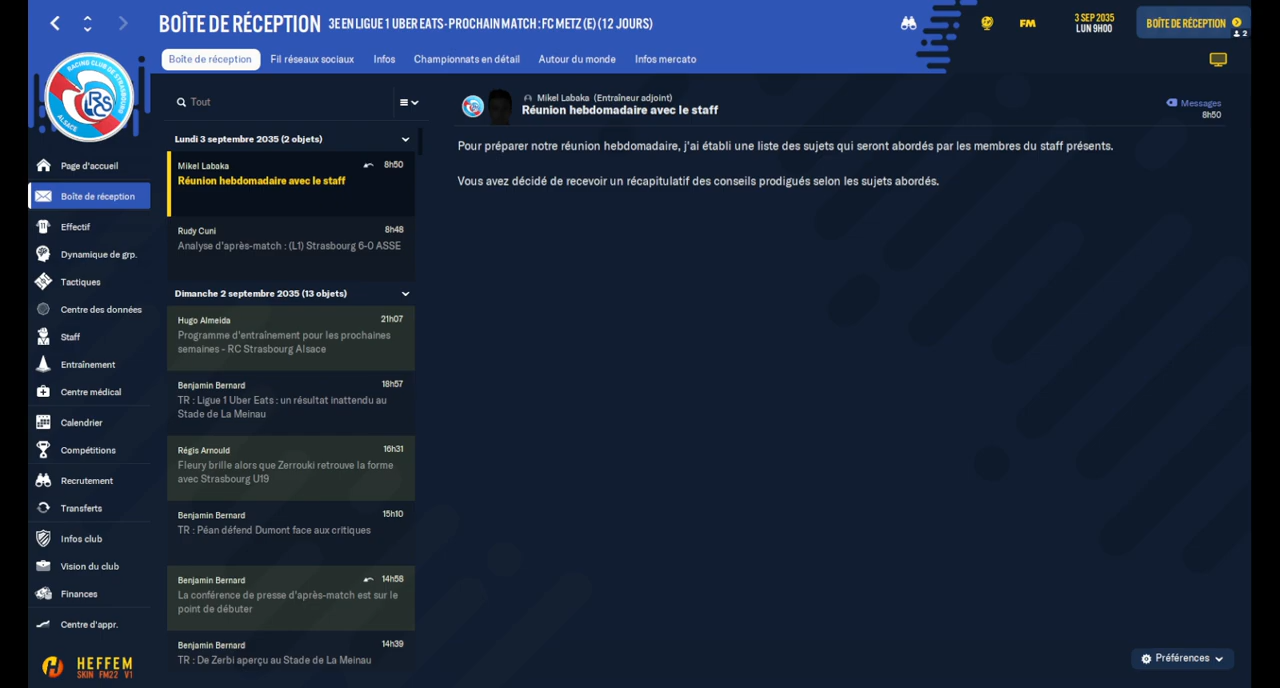 BOÎTE DE RÉCEPTION 3E EN LIGUE 1 UBER EATS - PROCHAIN MATCH : FC METZ (E) (12 JOURS)
FM
3 SEP 2035
LUN 9H00
BOÎTE DE RÉCEPTION
2
Boîte de réception Fil réseaux sociaux Infos Championnats en détail Autour du monde Infos mercato
RACING CLUB DE STRASBOURG
ALSACE
Page d'accueil
Boîte de réception
Effectif
Dynamique de grp.
Tactiques
Centre des données
Staff
Entraînement
Centre médical
Calendrier
Compétitions
Recrutement
Transferts
Infos club
Vision du club
Finances
Centre d'appr.
HEFFEM
SKIN FM22 V1
Tout
Lundi 3 septembre 2035 (2 objets)
Mikel Labaka 8h50
Réunion hebdomadaire avec le staff
Rudy Cuni 8h48
Analyse d'après-match : (L1) Strasbourg 6-0 ASSE
Dimanche 2 septembre 2035 (13 objets)
Hugo Almeida 21h07
Programme d'entraînement pour les prochaines
semaines - RC Strasbourg Alsace
Benjamin Bernard 18h57
TR : Ligue 1 Uber Eats : un résultat inattendu au
Stade de La Meinau
Régis Arnould 16h31
Fleury brille alors que Zerrouki retrouve la forme
avec Strasbourg U19
Benjamin Bernard 15h10
TR : Péan défend Dumont face aux critiques
Benjamin Bernard 14h58
La conférence de presse d'après-match est sur le
point de débuter
Benjamin Bernard 14h39
TR : De Zerbi aperçu au Stade de La Meinau
Mikel Labaka (Entraîneur adjoint)
Réunion hebdomadaire avec le staff
Messages
8h50
Pour préparer notre réunion hebdomadaire, j'ai établi une liste des sujets qui seront abordés par les membres du staff présents.
Vous avez décidé de recevoir un récapitulatif des conseils prodigués selon les sujets abordés.
Préférences